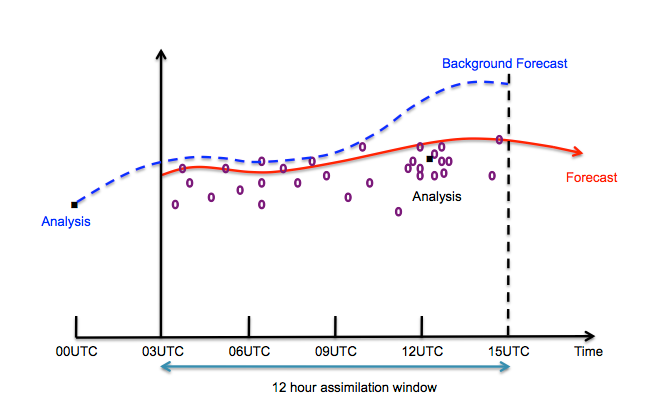 Background Forecast
Forecast
Analysis
Analysis
00UTC 03UTC 06UTC 09UTC 12UTC 15UTC Time
12 hour assimilation window